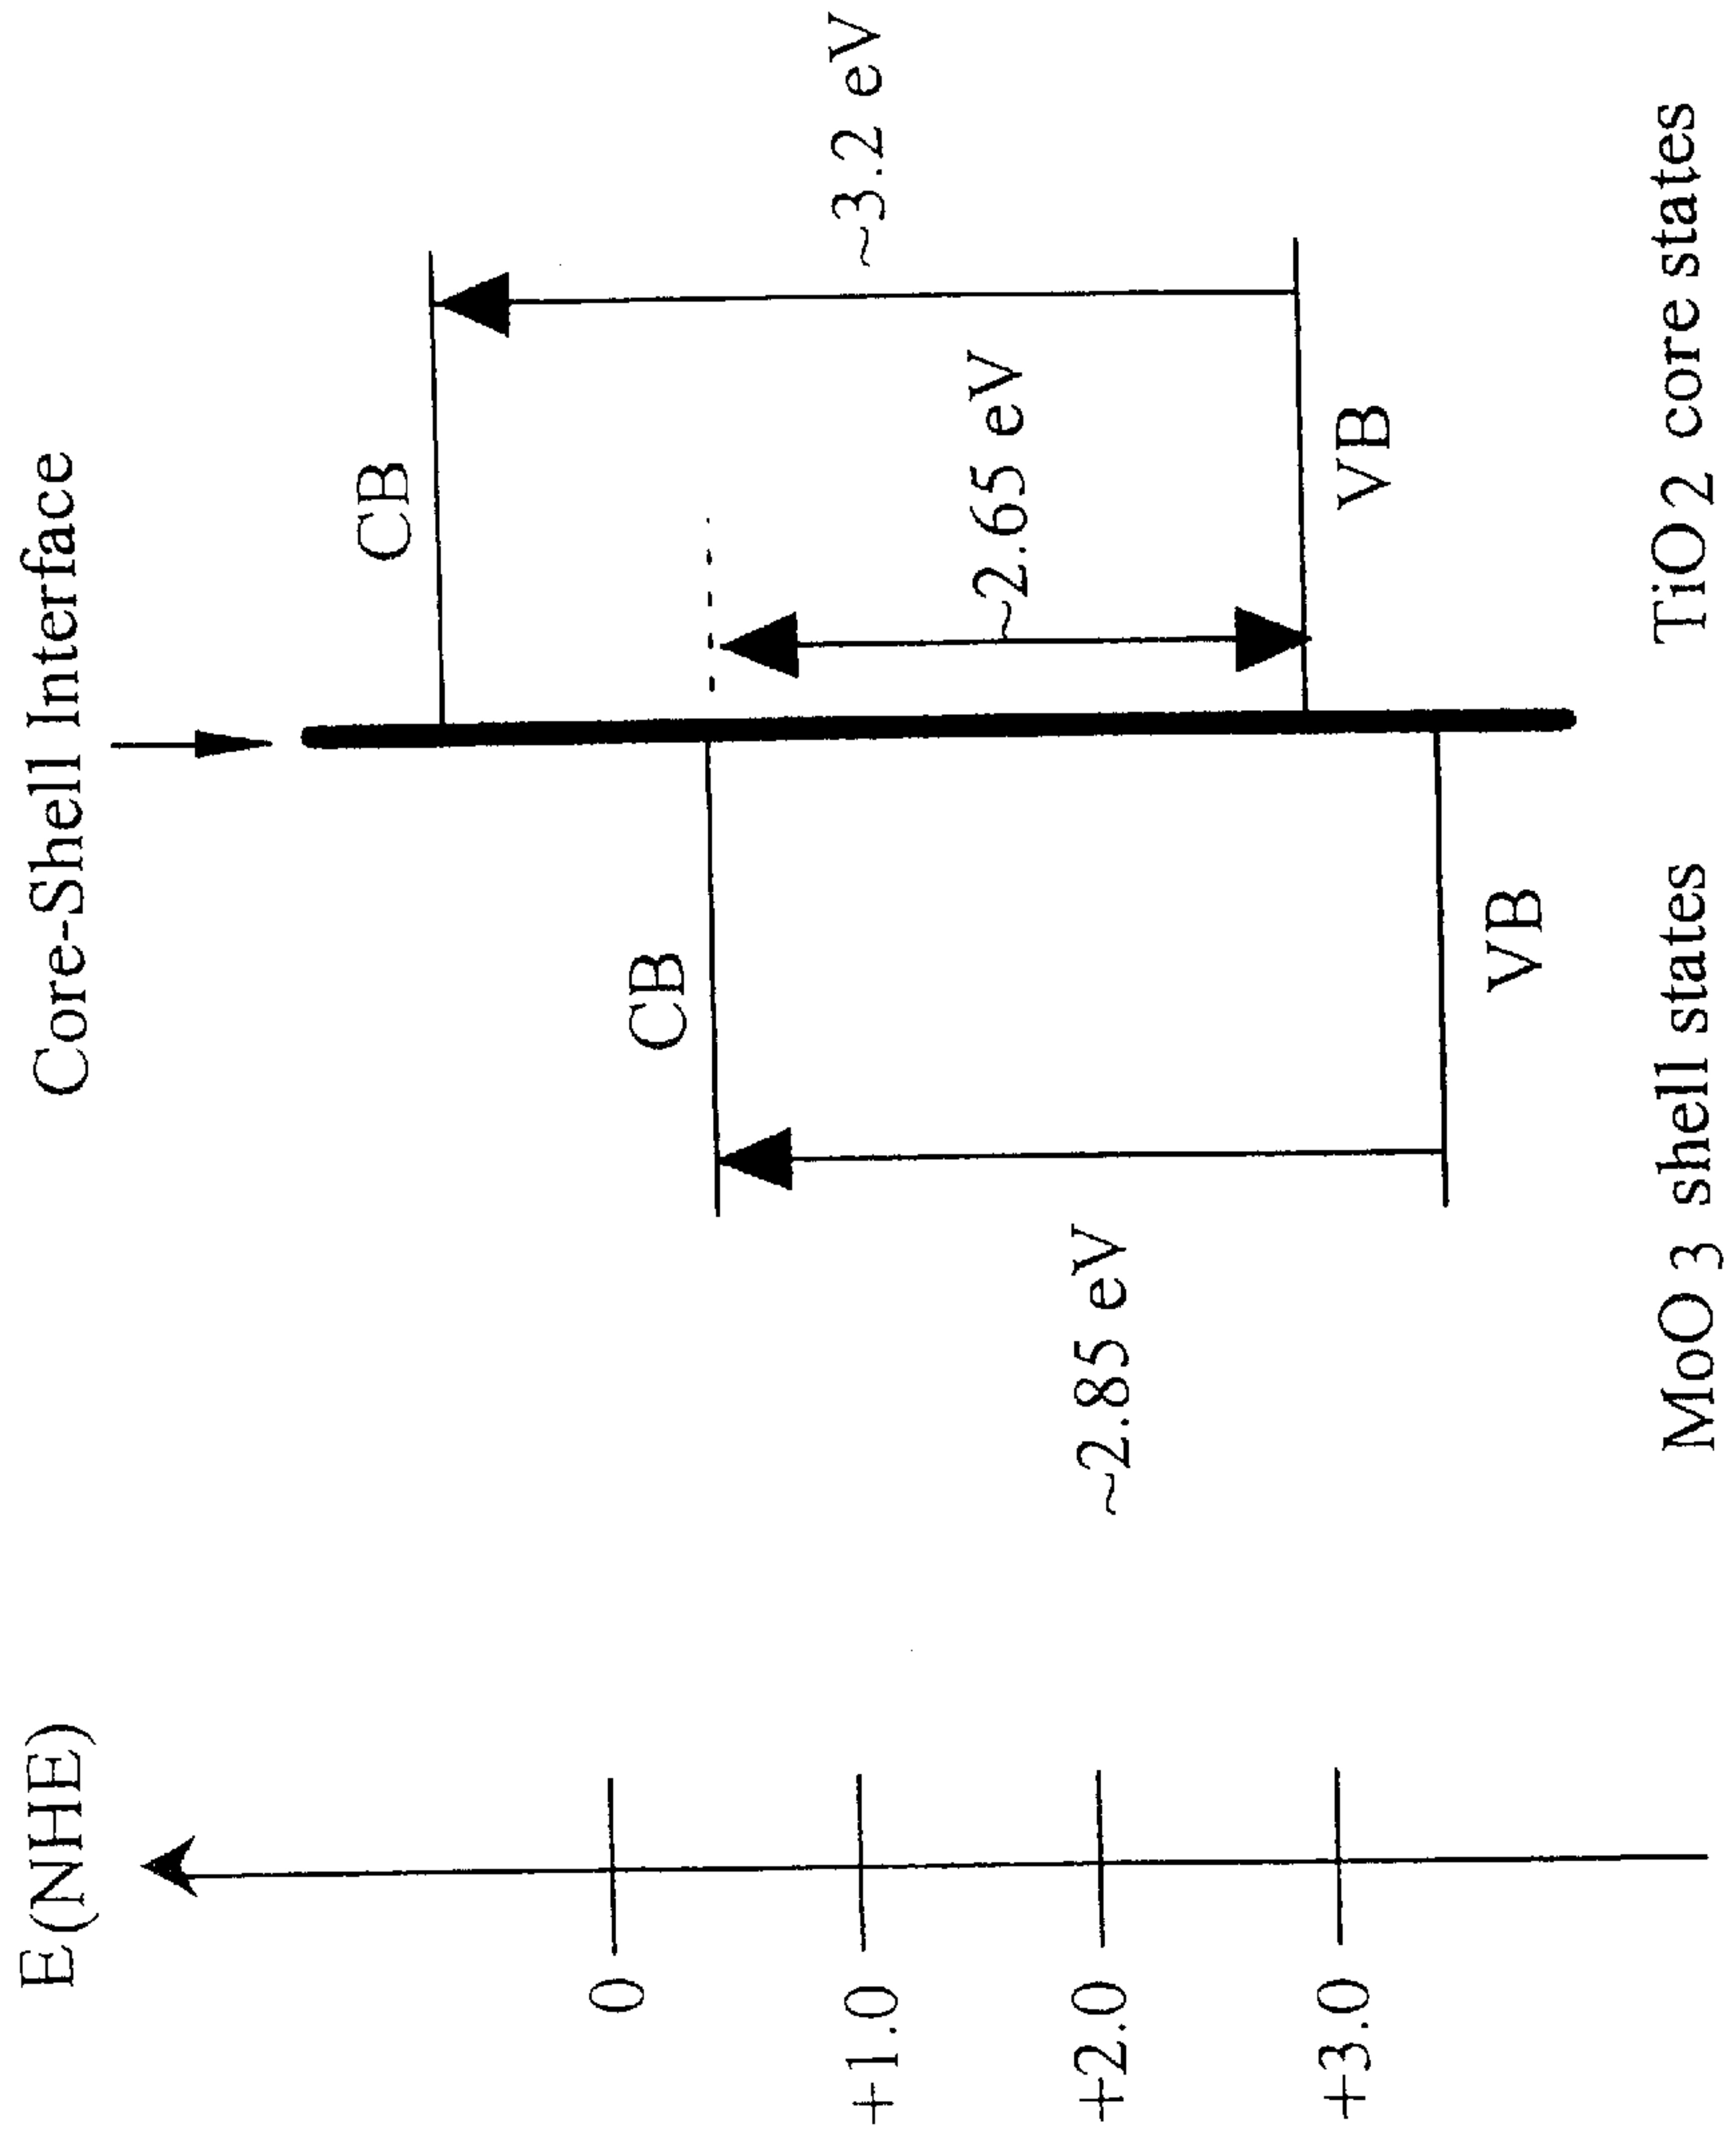 Core-Shell Interface
E(NHE)
CB
CB
0
~3.2 eV
+1.0
~2.65 eV
~2.85 eV
+2.0
VB
+3.0
VB
MoO3 shell states
TiO2 core states